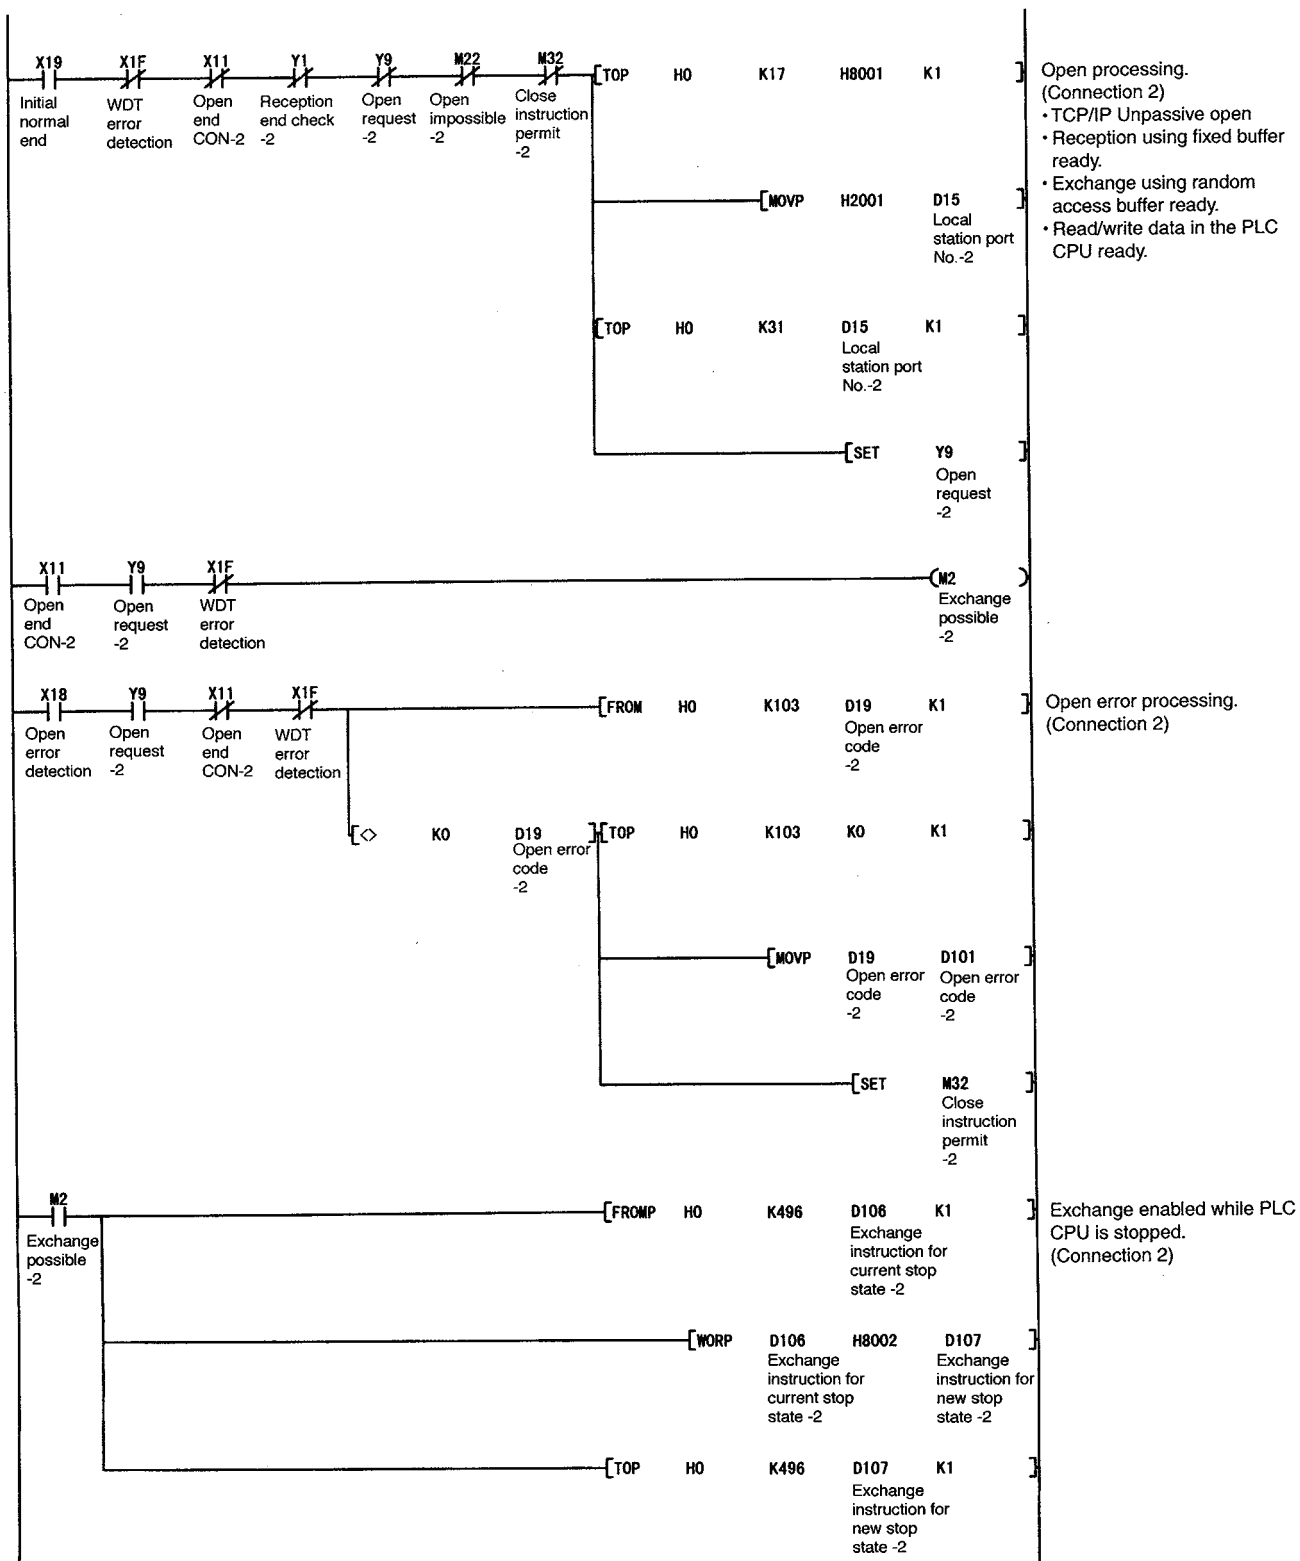 X19 X1F X11 Y1 Y9 M22 M32
TOP H0 K17 H8001 K1
Initial normal end
WDT error detection
Open end CON-2
Reception end check -2
Open request -2
Open impossible -2
Close instruction permit -2
Open processing.
(Connection 2)
・TCP/IP Unpassive open
・Reception using fixed buffer
ready.
・Exchange using random
access buffer ready.
・Read/write data in the PLC
CPU ready.
MOVP H2001 D15
Local
station port
No.-2
TOP H0 K31 D15 K1
Local
station port
No.-2
SET Y9
Open
request
-2
X11 Y9 X1F
M2
Open end CON-2
Open request -2
WDT error detection
Exchange
possible
-2
X18 Y9 X11 X1F
FROM H0 K103 D19 K1
Open error detection
Open request -2
Open end CON-2
WDT error detection
Open error
code
-2
Open error processing.
(Connection 2)
<> K0 D19
Open error
code
-2
TOP H0 K103 K0 K1
MOVP D19 D101
Open error code -2
Open error code -2
SET M32
Close
instruction
permit
-2
M2
Exchange
possible
-2
FROMP H0 K496 D106 K1
Exchange
instruction for
current stop
state -2
Exchange enabled while PLC
CPU is stopped.
(Connection 2)
WORP D106 H8002 D107
Exchange instruction for current stop state -2
Exchange instruction for new stop state -2
TOP H0 K496 D107 K1
Exchange
instruction for
new stop
state -2